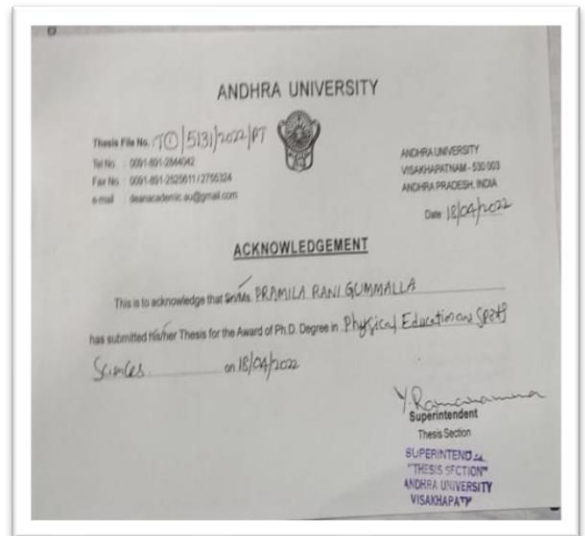 ANDHRA UNIVERSITY
Thesis File No. TO/5131/2022/PT
Tel No. : 0091-891-2844042
Fax No. : 0091-891-2525611 / 2755324
e-mail : deanacademic.au@gmail.com
ANDHRA UNIVERSITY
VISAKHAPATNAM - 530 003
ANDHRA PRADESH, INDIA
Date: 18/04/2022
ACKNOWLEDGEMENT
This is to acknowledge that Sri/Ms. PRAMILA RANI GUMMALLA
has submitted his/her Thesis for the Award of Ph.D. Degree in Physical Education and Sports
Sciences on 18/04/2022
Y. Ramanamma
Superintendent
Thesis Section
SUPERINTEND
"THESIS SECTION"
ANDHRA UNIVERSITY
VISAKHAPAT